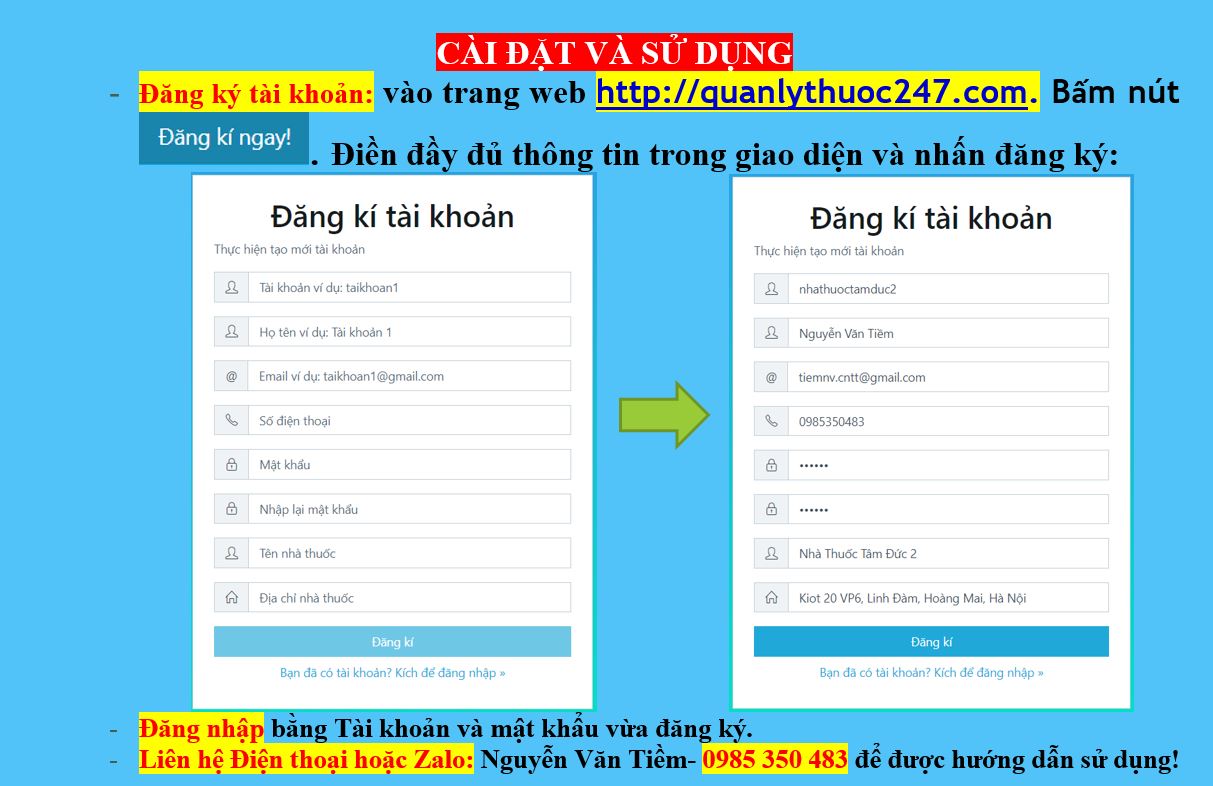 CÀI ĐẶT VÀ SỬ DỤNG
- Đăng ký tài khoản: vào trang web http://quanlythuoc247.com. Bấm nút
Đăng kí ngay!. Điền đầy đủ thông tin trong giao diện và nhấn đăng ký:
Đăng kí tài khoản
Thực hiện tạo mới tài khoản
Tài khoản ví dụ: taikhoan1
Họ tên ví dụ: Tài khoản 1
@ Email ví dụ: taikhoan1@gmail.com
Số điện thoại
Mật khẩu
Nhập lại mật khẩu
Tên nhà thuốc
Địa chỉ nhà thuốc
Đăng kí
Bạn đã có tài khoản? Kích để đăng nhập »
Đăng kí tài khoản
Thực hiện tạo mới tài khoản
nhathuoctamduc2
Nguyễn Văn Tiềm
@ tiemnv.cntt@gmail.com
0985350483
••••••
••••••
Nhà Thuốc Tâm Đức 2
Kiot 20 VP6, Linh Đàm, Hoàng Mai, Hà Nội
Đăng kí
Bạn đã có tài khoản? Kích để đăng nhập »
- Đăng nhập bằng Tài khoản và mật khẩu vừa đăng ký.
- Liên hệ Điện thoại hoặc Zalo: Nguyễn Văn Tiềm- 0985 350 483 để được hướng dẫn sử dụng!